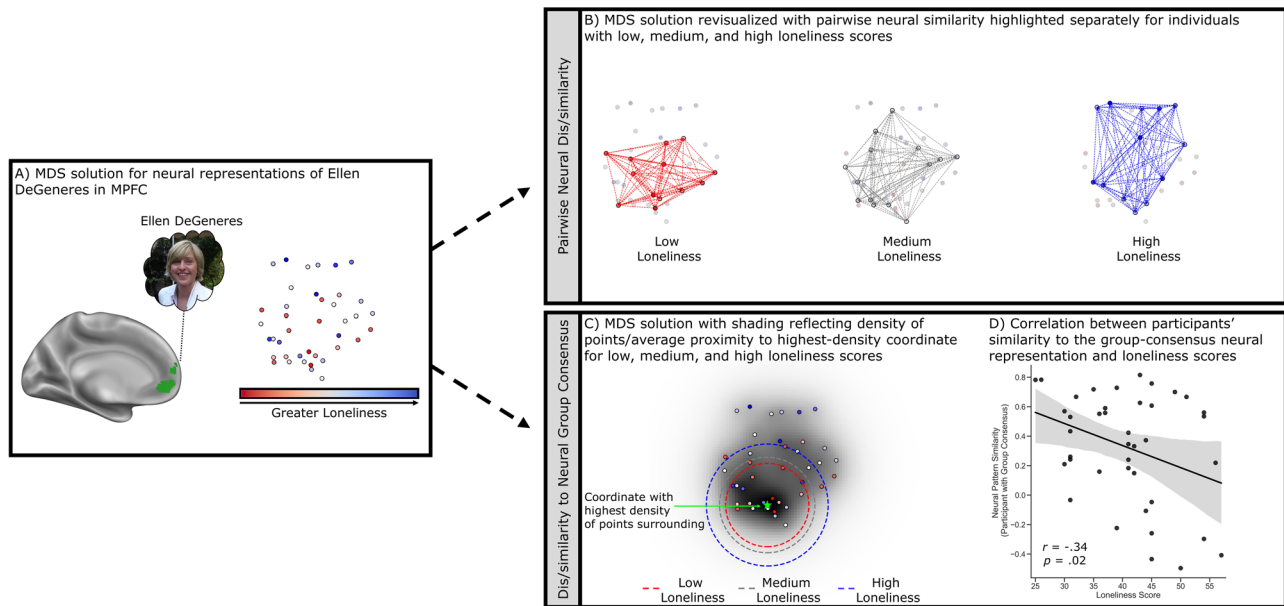 A) MDS solution for neural representations of Ellen
DeGeneres in MPFC
Ellen DeGeneres
Greater Loneliness
Pairwise Neural Dis/similarity
B) MDS solution revisualized with pairwise neural similarity highlighted separately for individuals
with low, medium, and high loneliness scores
Low
Loneliness
Medium
Loneliness
High
Loneliness
Dis/similarity to Neural Group Consensus
C) MDS solution with shading reflecting density of
points/average proximity to highest-density coordinate
for low, medium, and high loneliness scores
Coordinate with
highest density
of points surrounding
Low
Loneliness
Medium
Loneliness
High
Loneliness
D) Correlation between participants’
similarity to the group-consensus neural
representation and loneliness scores
Neural Pattern Similarity
(Participant with Group Consensus)
0.8
0.6
0.4
0.2
0.0
−0.2
−0.4
r = -.34
p = .02
25 30 35 40 45 50 55
Loneliness Score